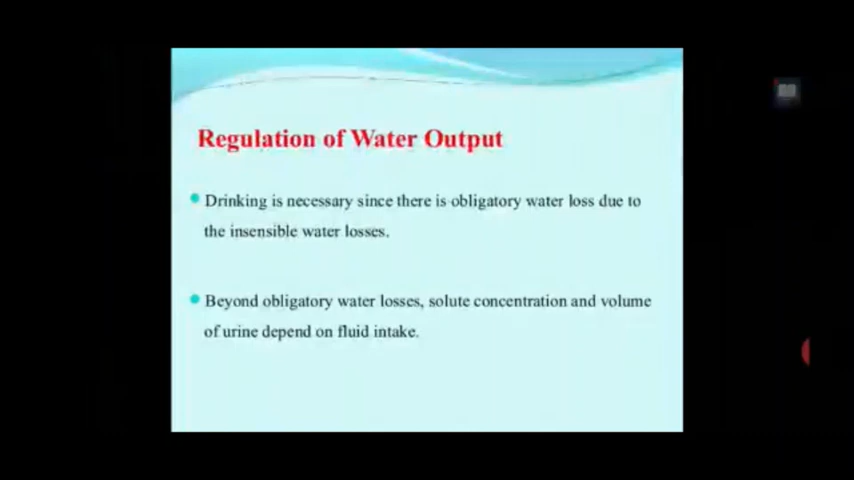 Regulation of Water Output
Drinking is necessary since there is obligatory water loss due to
the insensible water losses.
Beyond obligatory water losses, solute concentration and volume
of urine depend on fluid intake.